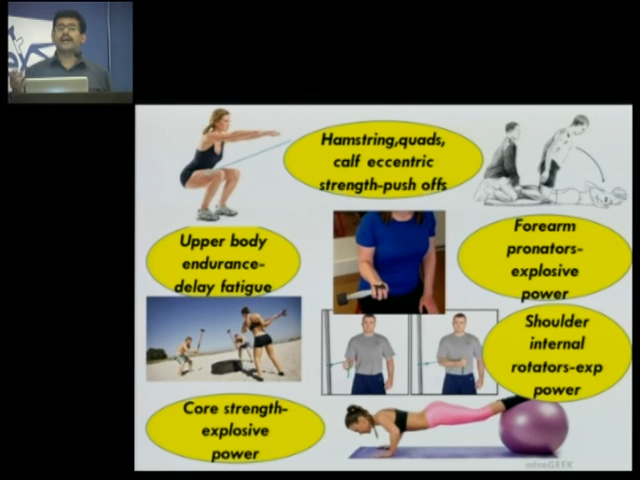 Hamstring,quads,
calf eccentric
strength-push offs
Upper body
endurance-
delay fatigue
Forearm
pronators-
explosive
power
Shoulder
internal
rotators-exp
power
Core strength-
explosive
power
wiseGEEK